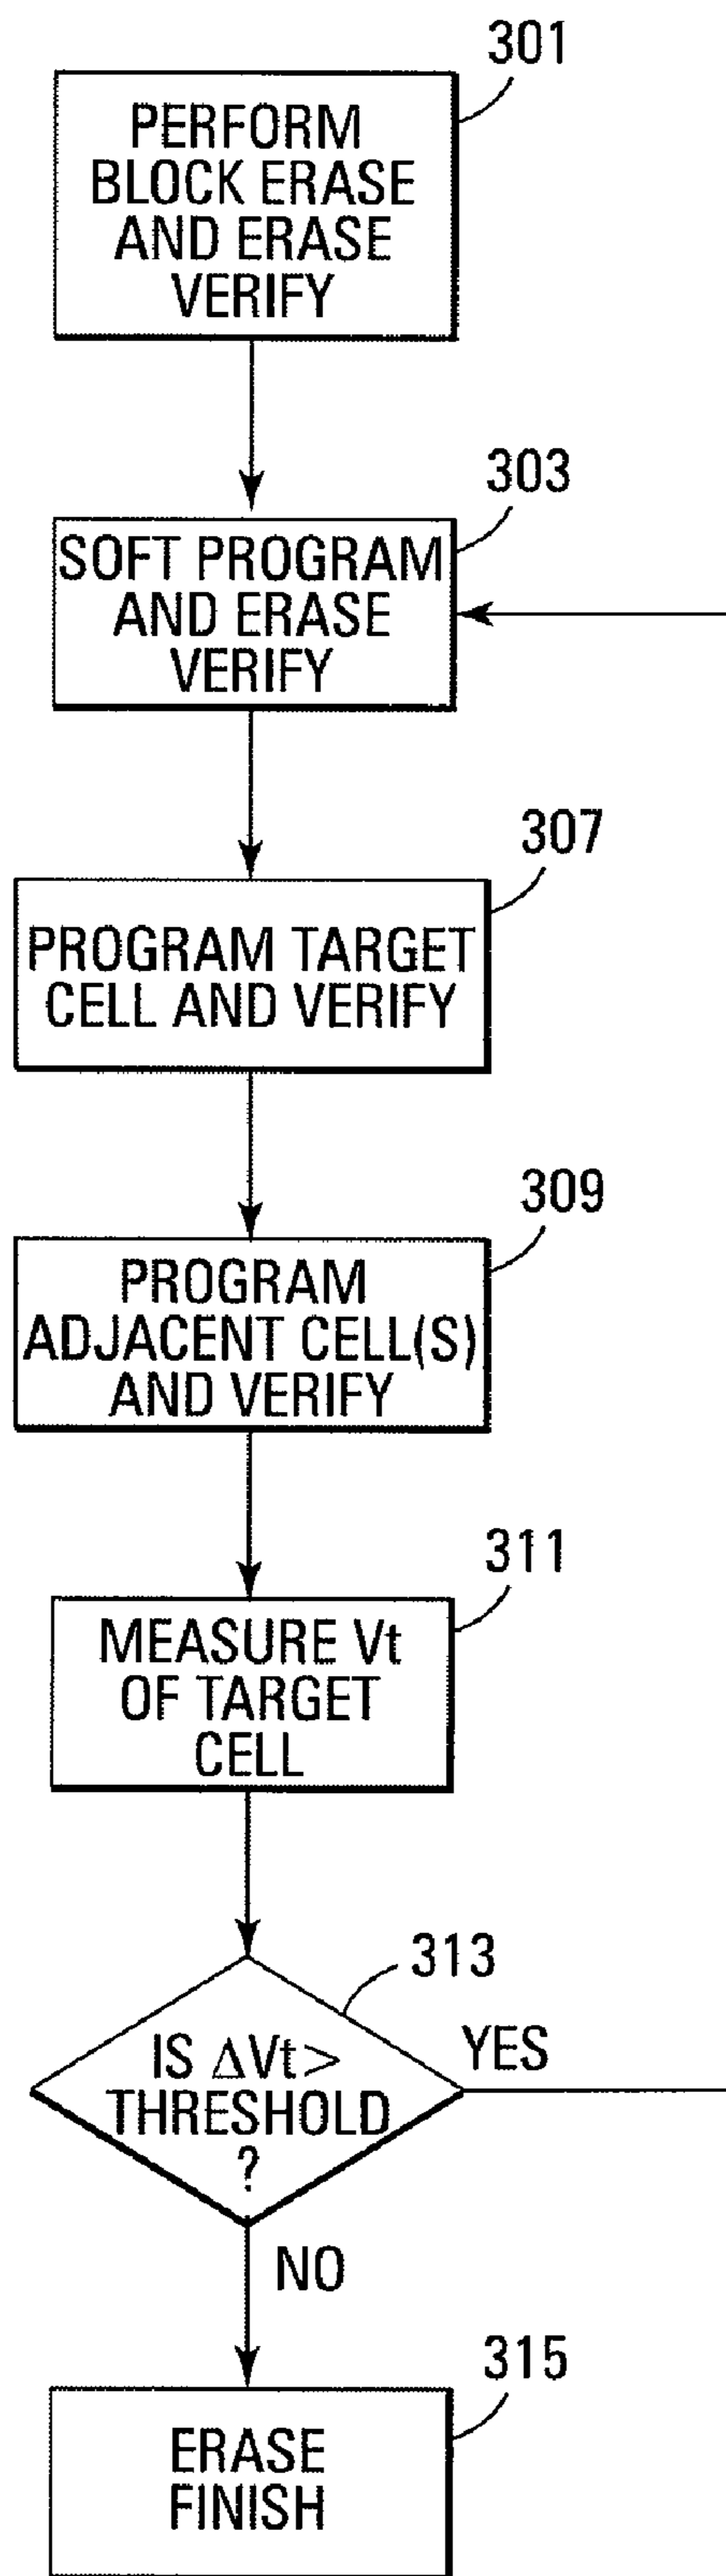 301
PERFORM
BLOCK ERASE
AND ERASE
VERIFY
303
SOFT PROGRAM
AND ERASE
VERIFY
307
PROGRAM TARGET
CELL AND VERIFY
309
PROGRAM
ADJACENT CELL(S)
AND VERIFY
311
MEASURE Vt
OF TARGET
CELL
313
IS ΔVt>
THRESHOLD
?
YES
NO
315
ERASE
FINISH